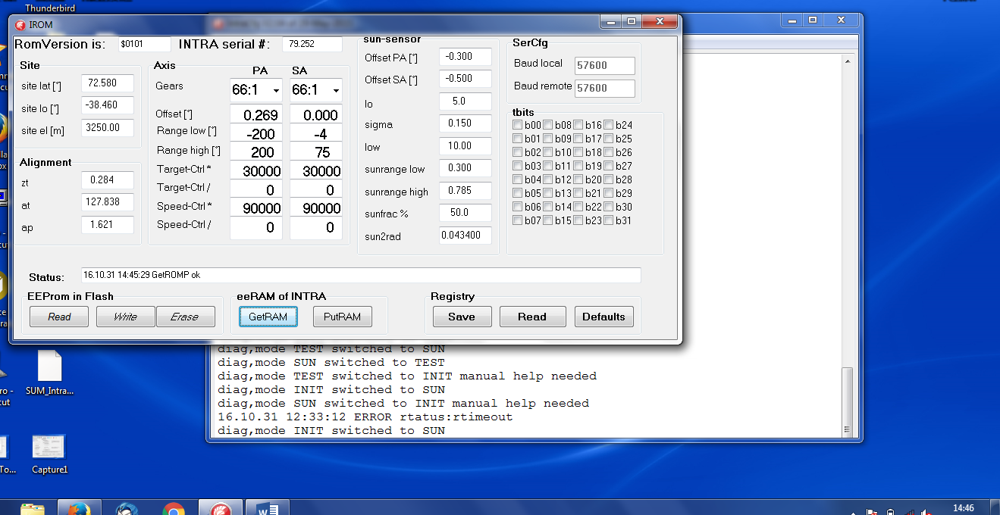 Thunderbird
IROM
RomVersion is: $0101 INTRA serial #: 79.252
Site
site lat [°] 72.580
site lo [°] -38.460
site el [m] 3250.00
Alignment
zt 0.284
at 127.838
ap 1.621
Axis
PA SA
Gears 66:1 66:1
Offset [°] 0.269 0.000
Range low [°] -200 -4
Range high [°] 200 75
Target-Ctrl * 30000 30000
Target-Ctrl / 0 0
Speed-Ctrl * 90000 90000
Speed-Ctrl / 0 0
sun-sensor
Offset PA [°] -0.300
Offset SA [°] -0.500
Io 5.0
sigma 0.150
low 10.00
sunrange low 0.300
sunrange high 0.785
sunfrac % 50.0
sun2rad 0.043400
SerCfg
Baud local 57600
Baud remote 57600
tbits
b00 b08 b16 b24
b01 b09 b17 b25
b02 b10 b18 b26
b03 b11 b19 b27
b04 b12 b20 b28
b05 b13 b21 b29
b06 b14 b22 b30
b07 b15 b23 b31
Status: 16.10.31 14:45:29 GetROMP ok
EEProm in Flash
Read Write Erase
eeRAM of INTRA
GetRAM PutRAM
Registry
Save Read Defaults
diag,mode TEST switched to SUN
diag,mode SUN switched to TEST
diag,mode TEST switched to INIT manual help needed
diag,mode INIT switched to SUN
diag,mode SUN switched to INIT manual help needed
16.10.31 12:33:12 ERROR rtatus:rtimeout
diag,mode INIT switched to SUN
SUM_Intra...
Capture1
14:46